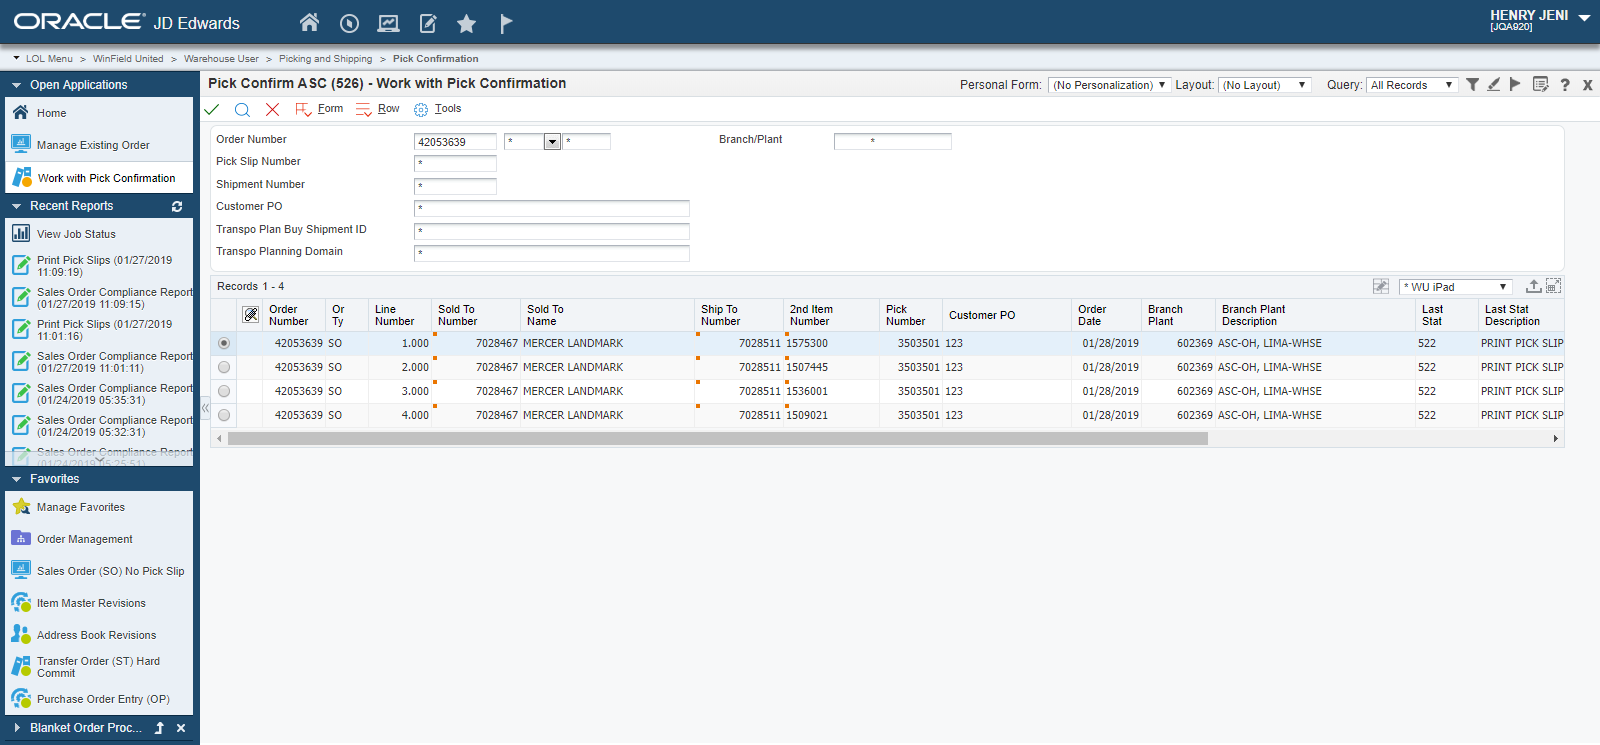 ORACLE JD Edwards
HENRY JENI
[JQA920]
LOL Menu > WinField United > Warehouse User > Picking and Shipping > Pick Confirmation
Open Applications
Home
Manage Existing Order
Work with Pick Confirmation
Recent Reports
View Job Status
Print Pick Slips (01/27/2019
11:09:19)
Sales Order Compliance Report
(01/27/2019 11:09:15)
Print Pick Slips (01/27/2019
11:01:16)
Sales Order Compliance Report
(01/27/2019 11:01:11)
Sales Order Compliance Report
(01/24/2019 05:35:31)
Sales Order Compliance Report
(01/24/2019 05:32:31)
Sales Order Compliance Report
(01/24/2019 05:25:51)
Favorites
Manage Favorites
Order Management
Sales Order (SO) No Pick Slip
Item Master Revisions
Address Book Revisions
Transfer Order (ST) Hard
Commit
Purchase Order Entry (OP)
Blanket Order Proc...
Pick Confirm ASC (526) - Work with Pick Confirmation
Personal Form: (No Personalization) Layout: (No Layout) Query: All Records
Form Row Tools
Order Number 42053639 * * Branch/Plant *
Pick Slip Number *
Shipment Number *
Customer PO *
Transpo Plan Buy Shipment ID *
Transpo Planning Domain *
Records 1 - 4
* WU iPad
Order Number Or Ty Line Number Sold To Number Sold To Name Ship To Number 2nd Item Number Pick Number Customer PO Order Date Branch Plant Branch Plant Description Last Stat Last Stat Description
42053639 SO 1.000 7028467 MERCER LANDMARK 7028511 1575300 3503501 123 01/28/2019 602369 ASC-OH, LIMA-WHSE 522 PRINT PICK SLIP
42053639 SO 2.000 7028467 MERCER LANDMARK 7028511 1507445 3503501 123 01/28/2019 602369 ASC-OH, LIMA-WHSE 522 PRINT PICK SLIP
42053639 SO 3.000 7028467 MERCER LANDMARK 7028511 1536001 3503501 123 01/28/2019 602369 ASC-OH, LIMA-WHSE 522 PRINT PICK SLIP
42053639 SO 4.000 7028467 MERCER LANDMARK 7028511 1509021 3503501 123 01/28/2019 602369 ASC-OH, LIMA-WHSE 522 PRINT PICK SLIP